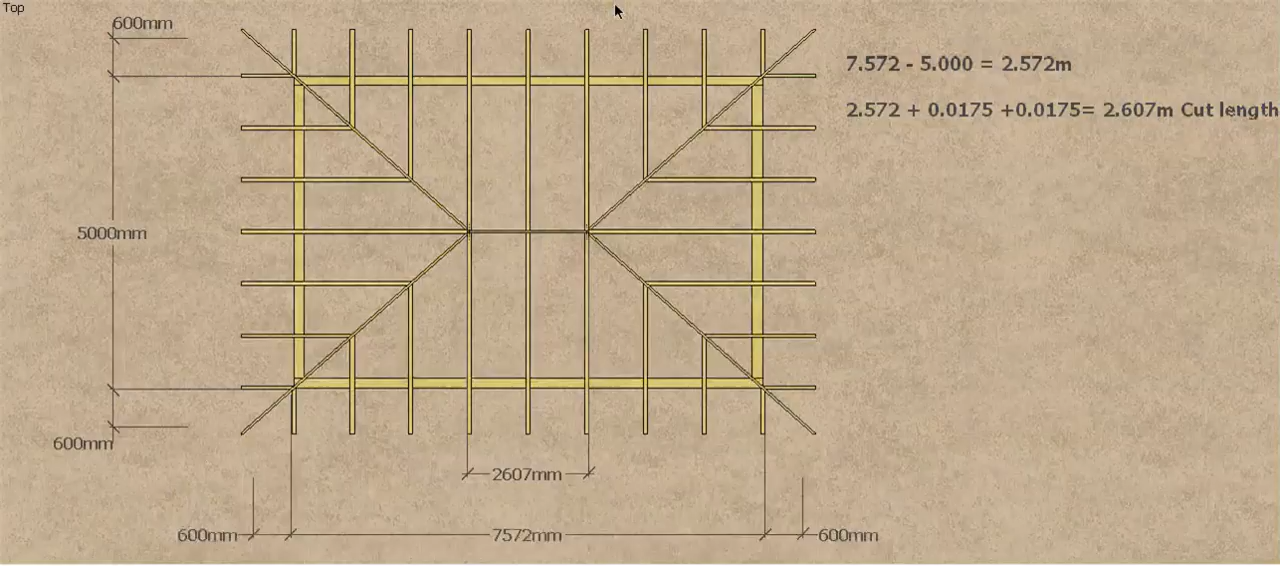 Top
600mm
7.572 - 5.000 = 2.572m
2.572 + 0.0175 +0.0175= 2.607m Cut length
5000mm
600mm
2607mm
600mm
7572mm
600mm